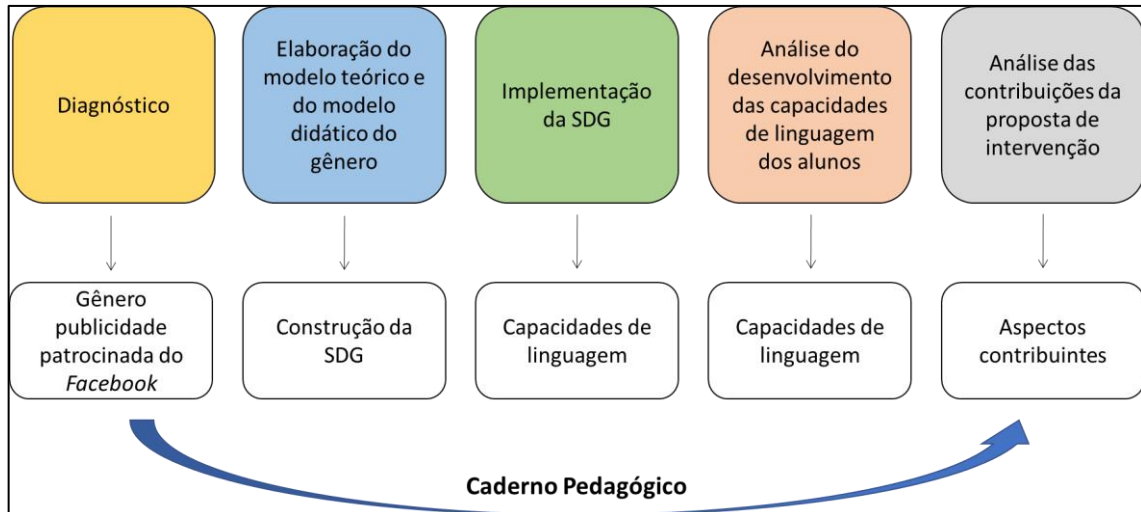 Diagnóstico
Elaboração do
modelo teórico e
do modelo
didático do
gênero
Implementação
da SDG
Análise do
desenvolvimento
das capacidades
de linguagem
dos alunos
Análise das
contribuições da
proposta de
intervenção
Gênero
publicidade
patrocinada do
Facebook
Construção da
SDG
Capacidades de
linguagem
Capacidades de
linguagem
Aspectos
contribuintes
Caderno Pedagógico